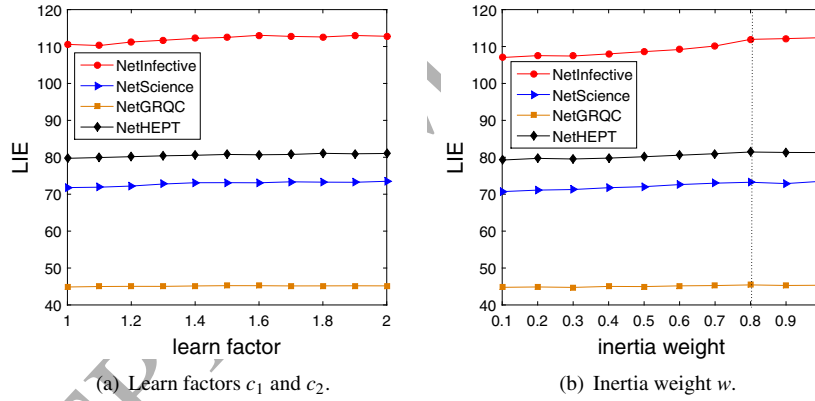 120
110
100
90
80
70
60
50
40
LIE
NetInfective
NetScience
NetGRQC
NetHEPT
1 1.2 1.4 1.6 1.8 2
learn factor
(a) Learn factors c1 and c2.
120
110
100
90
80
70
60
50
40
LIE
NetInfective
NetScience
NetGRQC
NetHEPT
0.1 0.2 0.3 0.4 0.5 0.6 0.7 0.8 0.9
inertia weight
(b) Inertia weight w.